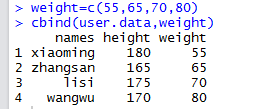 > weight=c(55,65,70,80)
> cbind(user.data,weight)
     names height weight
1 xiaoming    180     55
2 zhangsan    165     65
3     lisi    175     70
4   wangwu    170     80